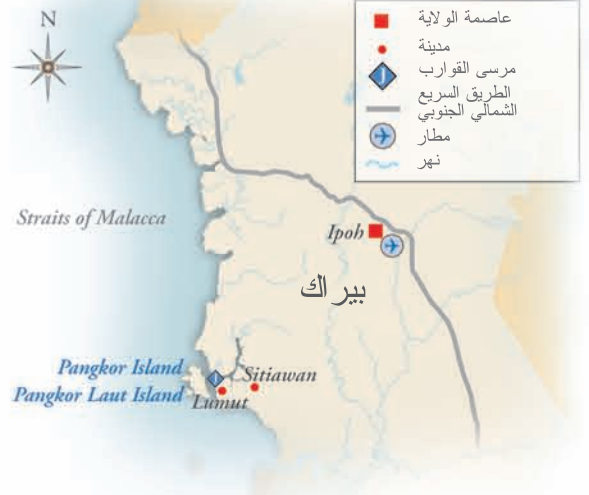 N
عاصمة الولاية
مدينة
مرسى القوارب
الطريق السريع
الشمالي الجنوبي
مطار
نهر
Straits of Malacca
Ipoh
بيراك
Pangkor Island
Sitiawan
Pangkor Laut Island
Lumut
J
J